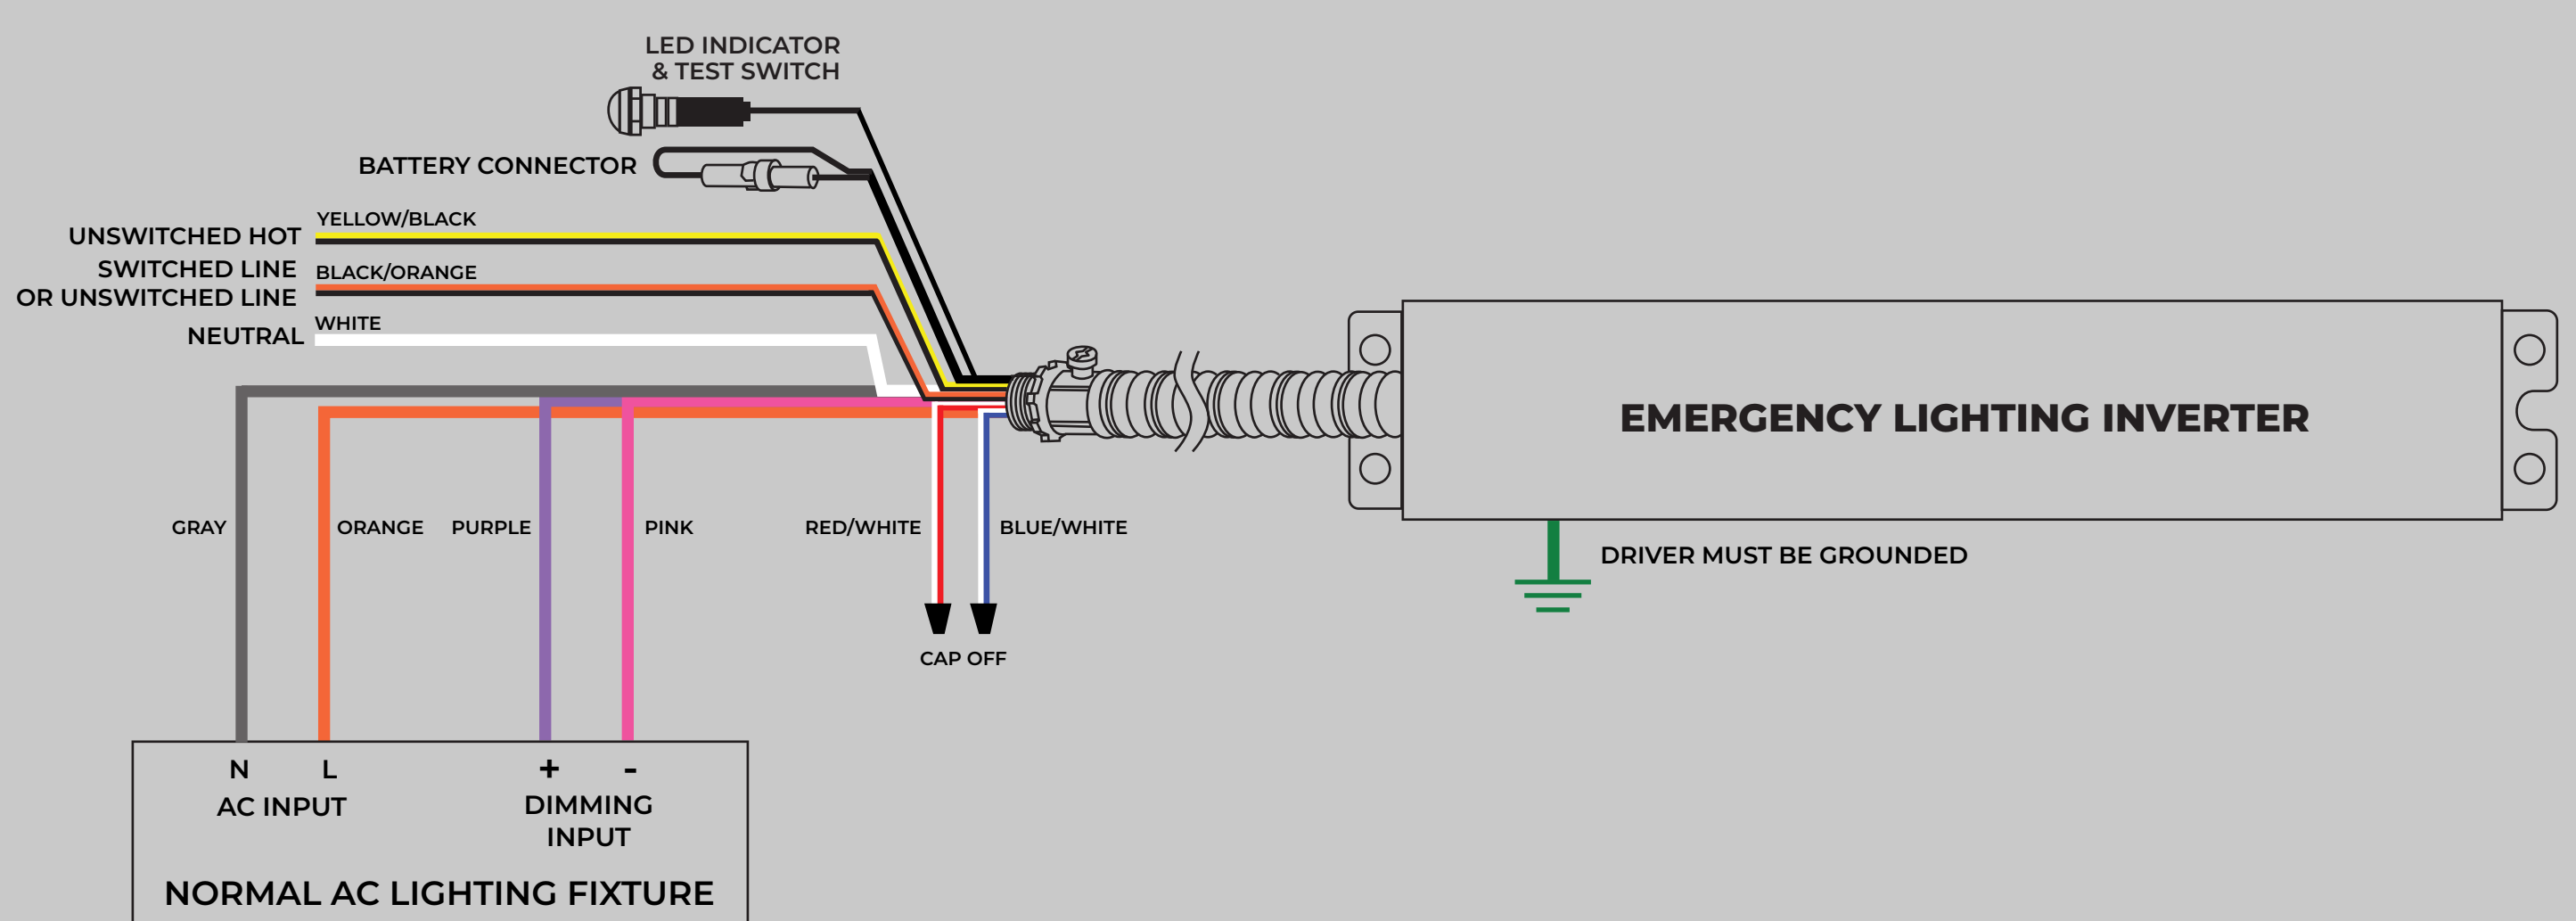 LED INDICATOR
& TEST SWITCH
BATTERY CONNECTOR
YELLOW/BLACK
UNSWITCHED HOT
SWITCHED LINE
OR UNSWITCHED LINE
BLACK/ORANGE
WHITE
NEUTRAL
EMERGENCY LIGHTING INVERTER
GRAY
ORANGE
PURPLE
PINK
RED/WHITE
BLUE/WHITE
DRIVER MUST BE GROUNDED
CAP OFF
N L + -
AC INPUT
DIMMING
INPUT
NORMAL AC LIGHTING FIXTURE